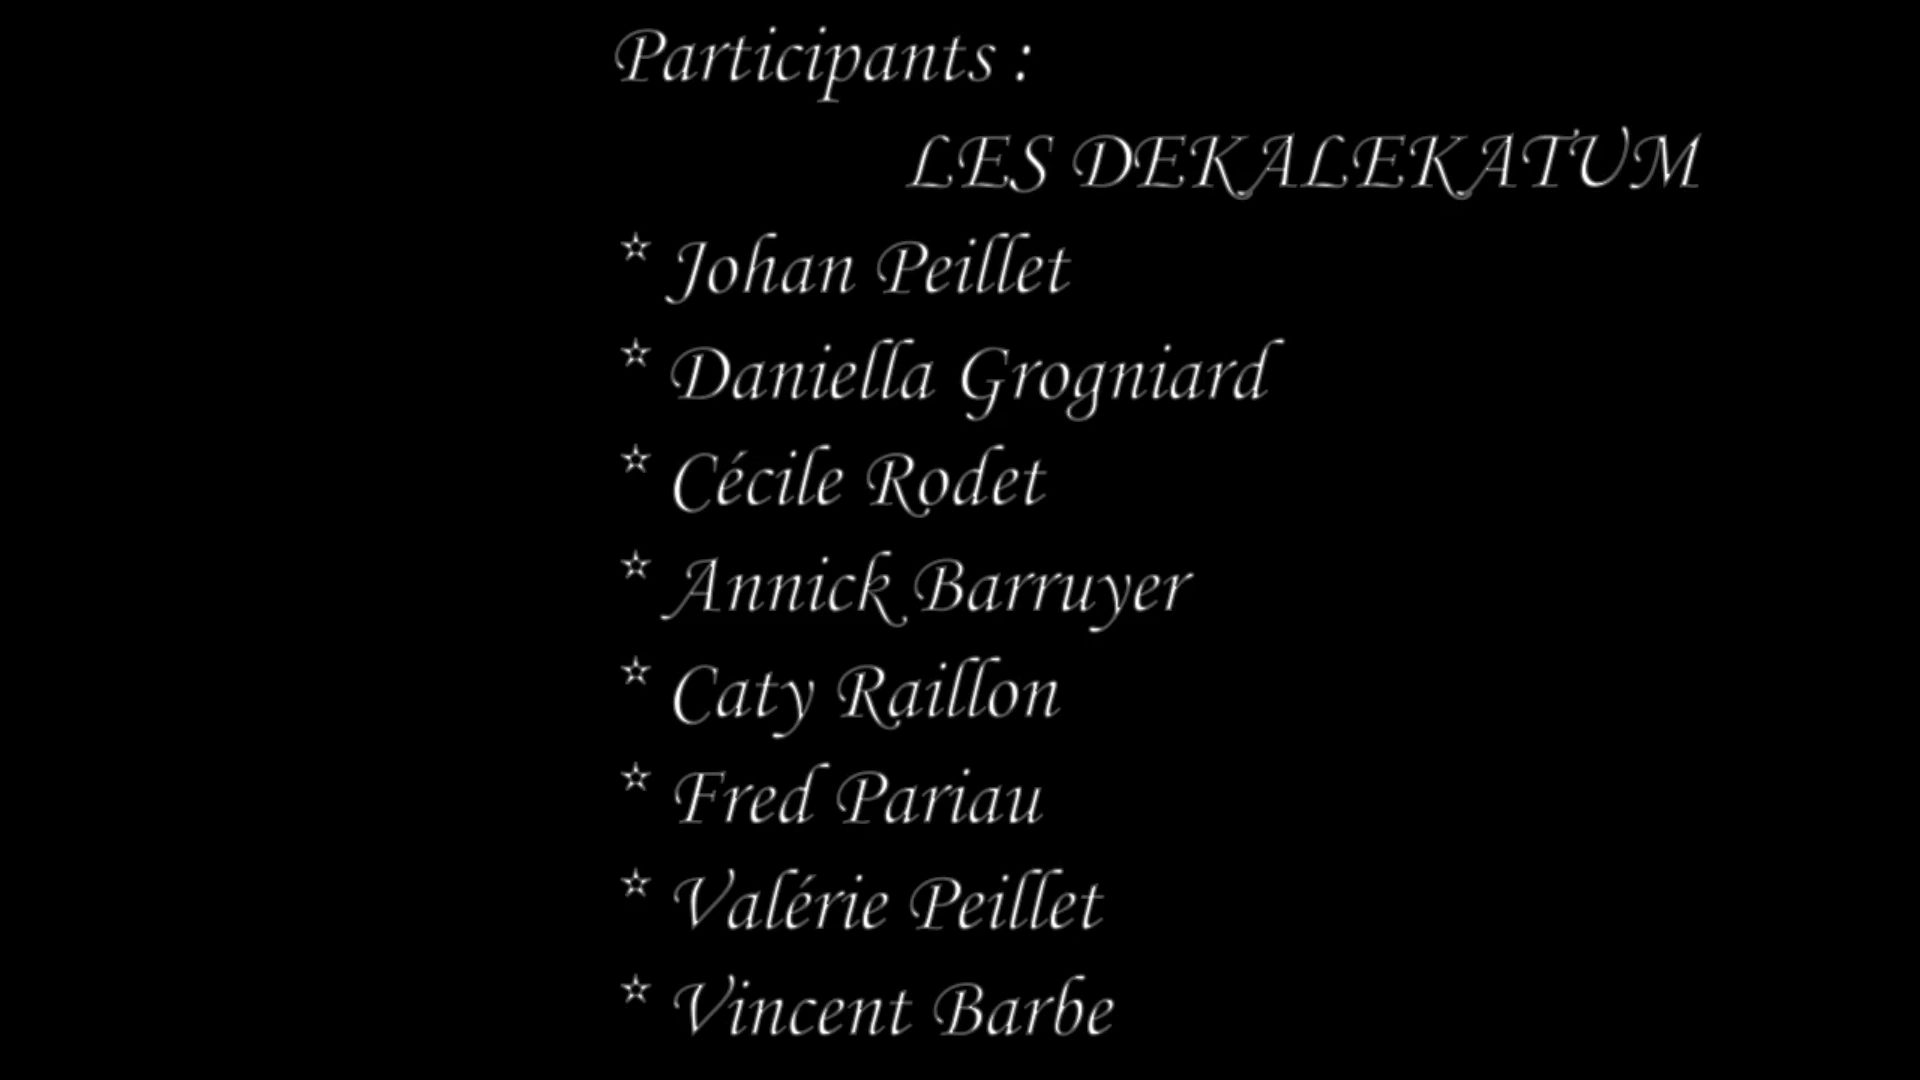 Participants :
LES DEKALEKATUM
* Johan Peillet
* Daniella Grogniard
* Cécile Rodet
* Annick Barruyer
* Caty Raillon
* Fred Pariau
* Valérie Peillet
* Vincent Barbe